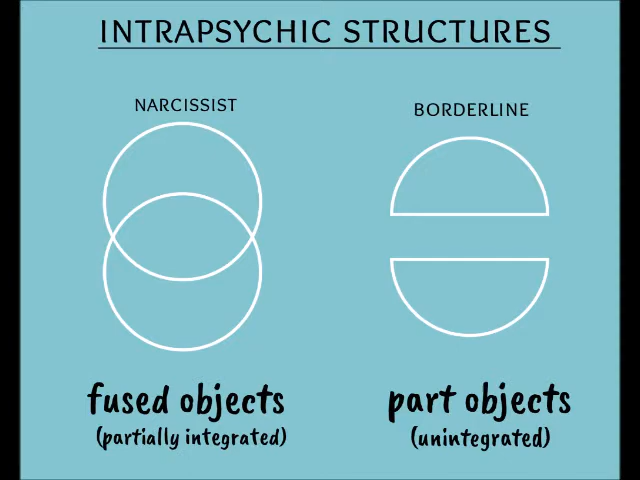 INTRAPSYCHIC STRUCTURES
NARCISSIST
BORDERLINE
fused objects
(partially integrated)
part objects
(unintegrated)